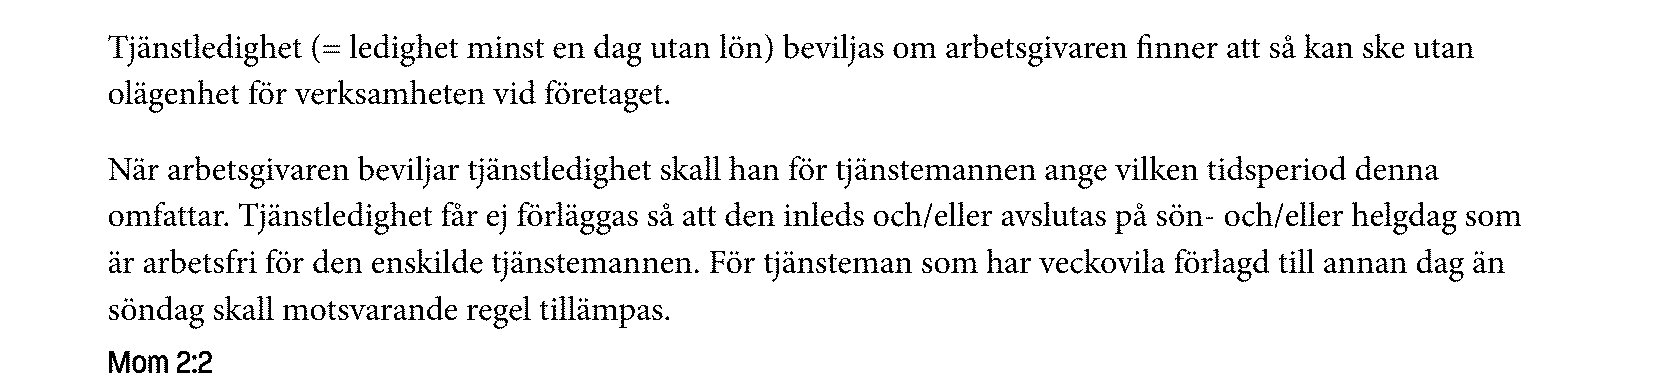 Tjänstledighet (= ledighet minst en dag utan lön) beviljas om arbetsgivaren finner att så kan ske utan
olägenhet för verksamheten vid företaget.
När arbetsgivaren beviljar tjänstledighet skall han för tjänstemannen ange vilken tidsperiod denna
omfattar. Tjänstledighet får ej förläggas så att den inleds och/eller avslutas på sön- och/eller helgdag som
är arbetsfri för den enskilde tjänstemannen. För tjänsteman som har veckovila förlagd till annan dag än
söndag skall motsvarande regel tillämpas.
Mom 2:2